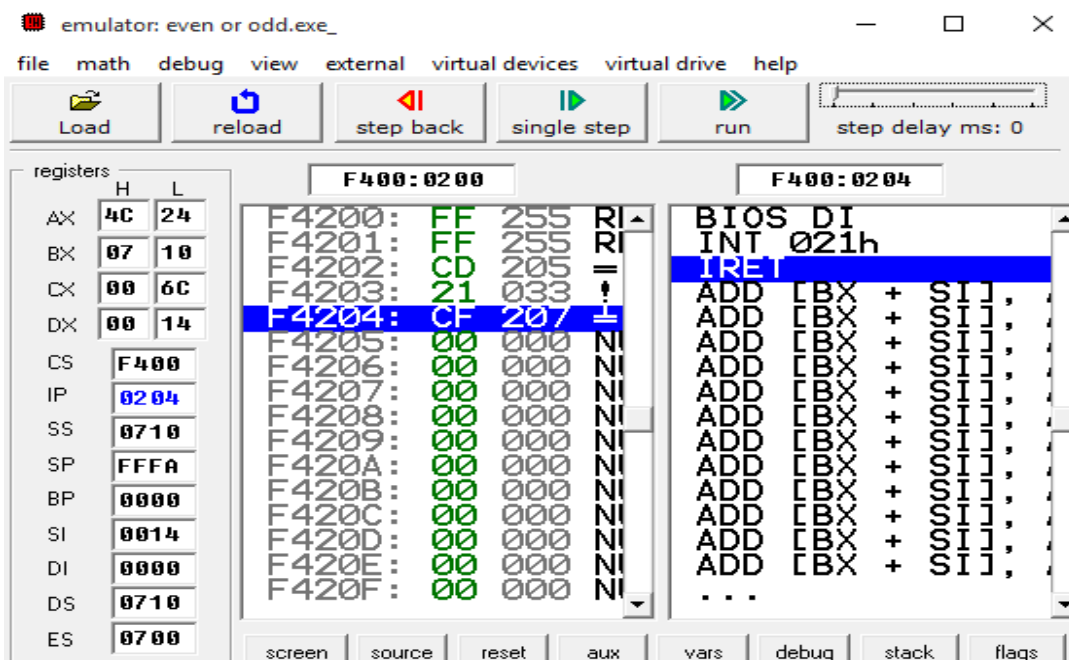 emulator: even or odd.exe_
file math debug view external virtual devices virtual drive help
Load reload step back single step run step delay ms: 0
registers
H L
AX 4C 24
BX 07 10
CX 00 6C
DX 00 14
CS F400
IP 0204
SS 0710
SP FFFA
BP 0000
SI 0014
DI 0000
DS 0710
ES 0700
F400:0200
F4200: FF 255
F4201: FF 255
F4202: CD 205 =
F4203: 21 033 !
F4204: CF 207 ╧
F4205: 00 000
F4206: 00 000
F4207: 00 000
F4208: 00 000
F4209: 00 000
F420A: 00 000
F420B: 00 000
F420C: 00 000
F420D: 00 000
F420E: 00 000
F420F: 00 000
F400:0204
BIOS DI
INT 021h
IRET
ADD [BX + SI],
ADD [BX + SI],
ADD [BX + SI],
ADD [BX + SI],
ADD [BX + SI],
ADD [BX + SI],
ADD [BX + SI],
ADD [BX + SI],
ADD [BX + SI],
ADD [BX + SI],
ADD [BX + SI],
ADD [BX + SI],
...
screen source reset aux vars debug stack flags